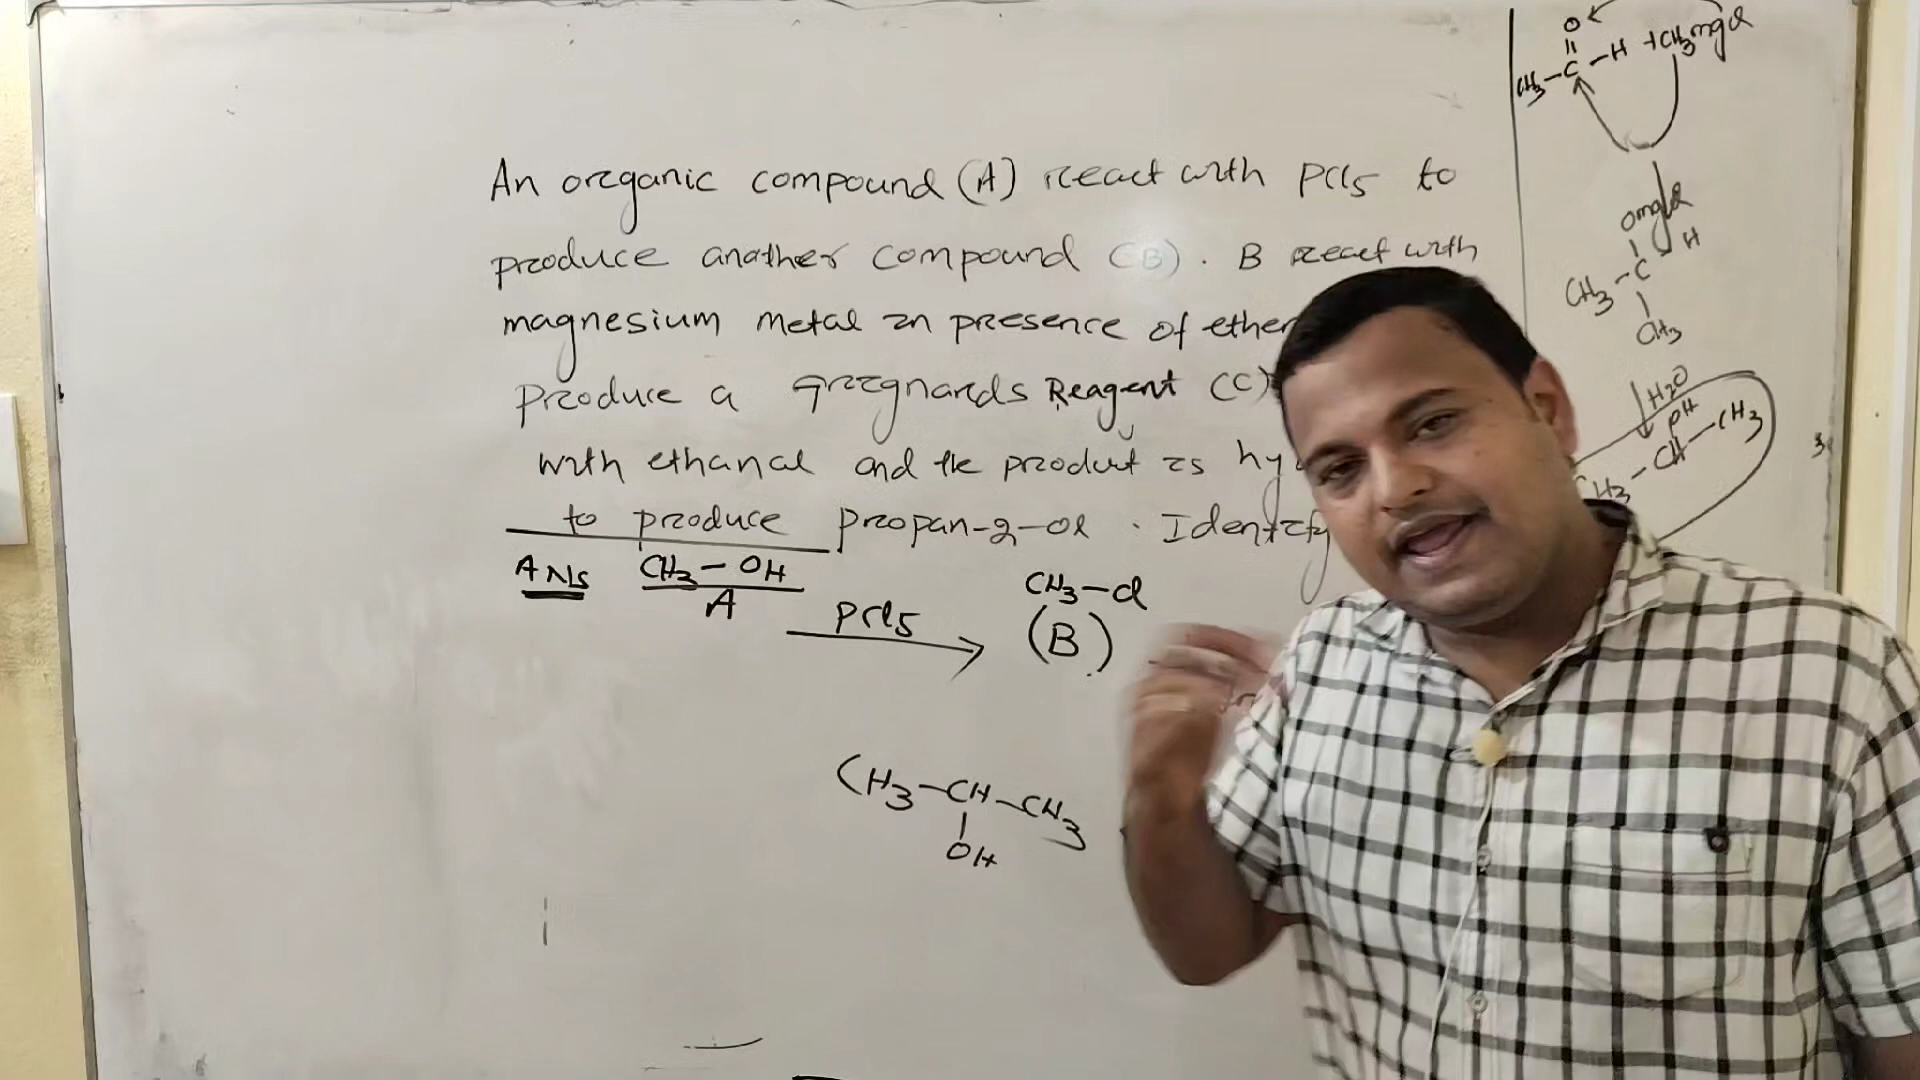 An organic compound (A) react with PCl5 to
produce anather compound (B). B react with
magnesium metal in presence of ether
produce a Grignards Reagent (C)
with ethanal and the product is hy
to produce propan-2-ol. Identify
ANS CH3-OH
A
PCl5
CH3-Cl
(B)
CH3-CH-CH3
OH
O
CH3-C-H +CH3MgCl
OMgCl
CH3-C-H
CH3
H2O
OH
CH3-CH-CH3